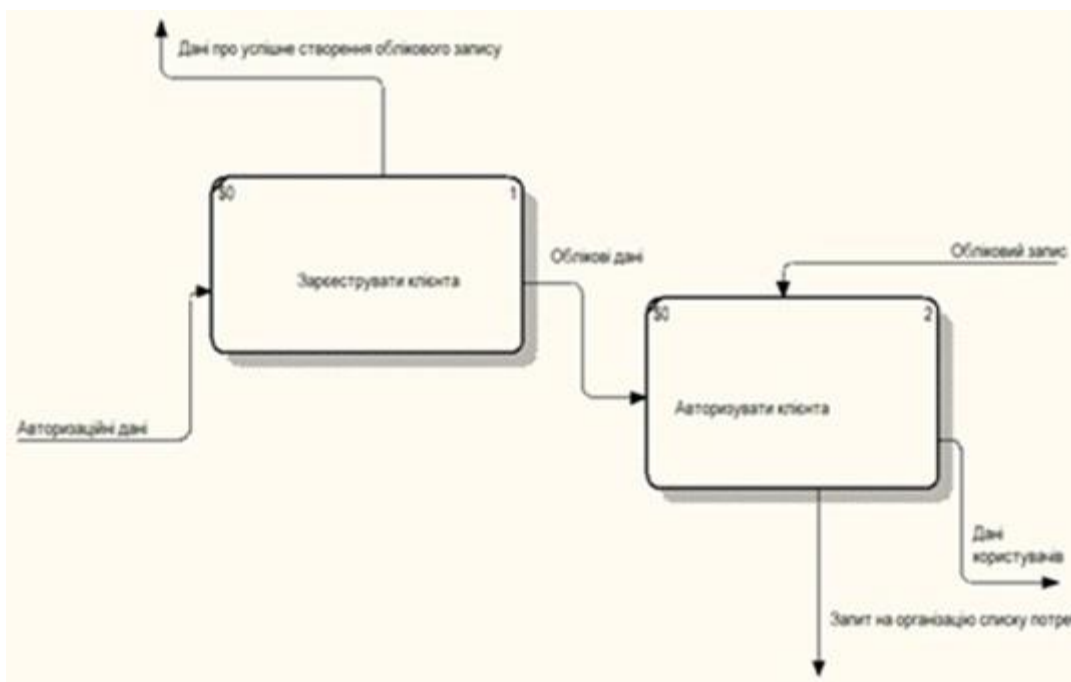 Дані про успішне створення облікового запису
$0 1
Зареєструвати клієнта
Облікові дані
Обліковий запис
$0 2
Авторизувати клієнта
Авторизаційні дані
Дані
користувачів
Запит на організацію списку потре